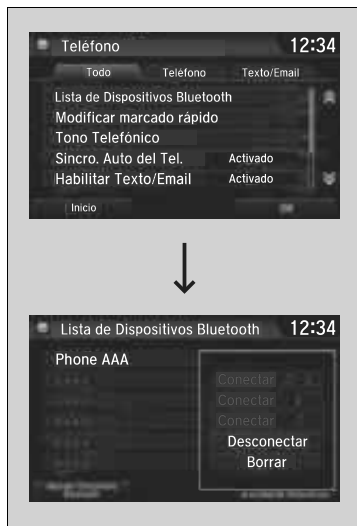 Teléfono 12:34
Todo Teléfono Texto/Email
Lista de Dispositivos Bluetooth
Modificar marcado rápido
Tono Telefónico
Sincro. Auto del Tel. Activado
Habilitar Texto/Email Activado
Inicio
Lista de Dispositivos Bluetooth 12:34
Phone AAA
Conectar
Conectar
Conectar
Desconectar
Borrar